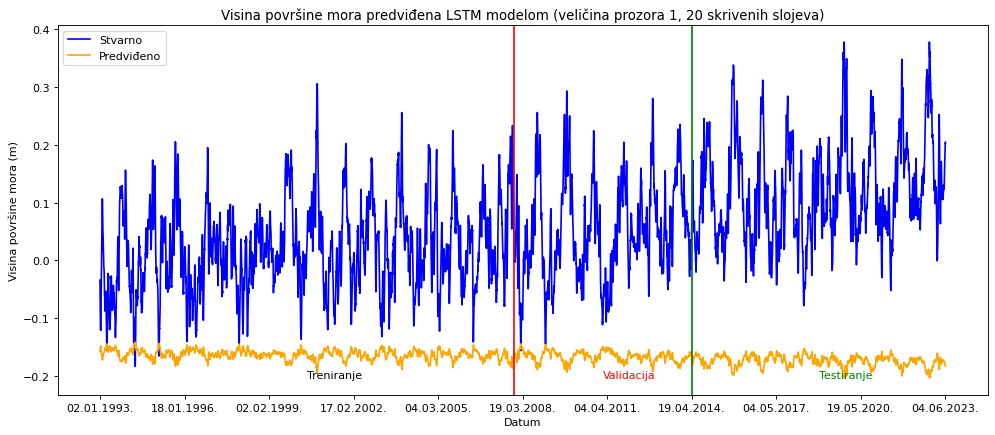 Visina površine mora predviđena LSTM modelom (veličina prozora 1, 20 skrivenih slojeva)
Stvarno
Predviđeno
Visina površine mora (m)
0.4
0.3
0.2
0.1
0.0
−0.1
−0.2
Treniranje
Validacija
Testiranje
02.01.1993.
18.01.1996.
02.02.1999.
17.02.2002.
04.03.2005.
19.03.2008.
04.04.2011.
19.04.2014.
04.05.2017.
19.05.2020.
04.06.2023.
Datum